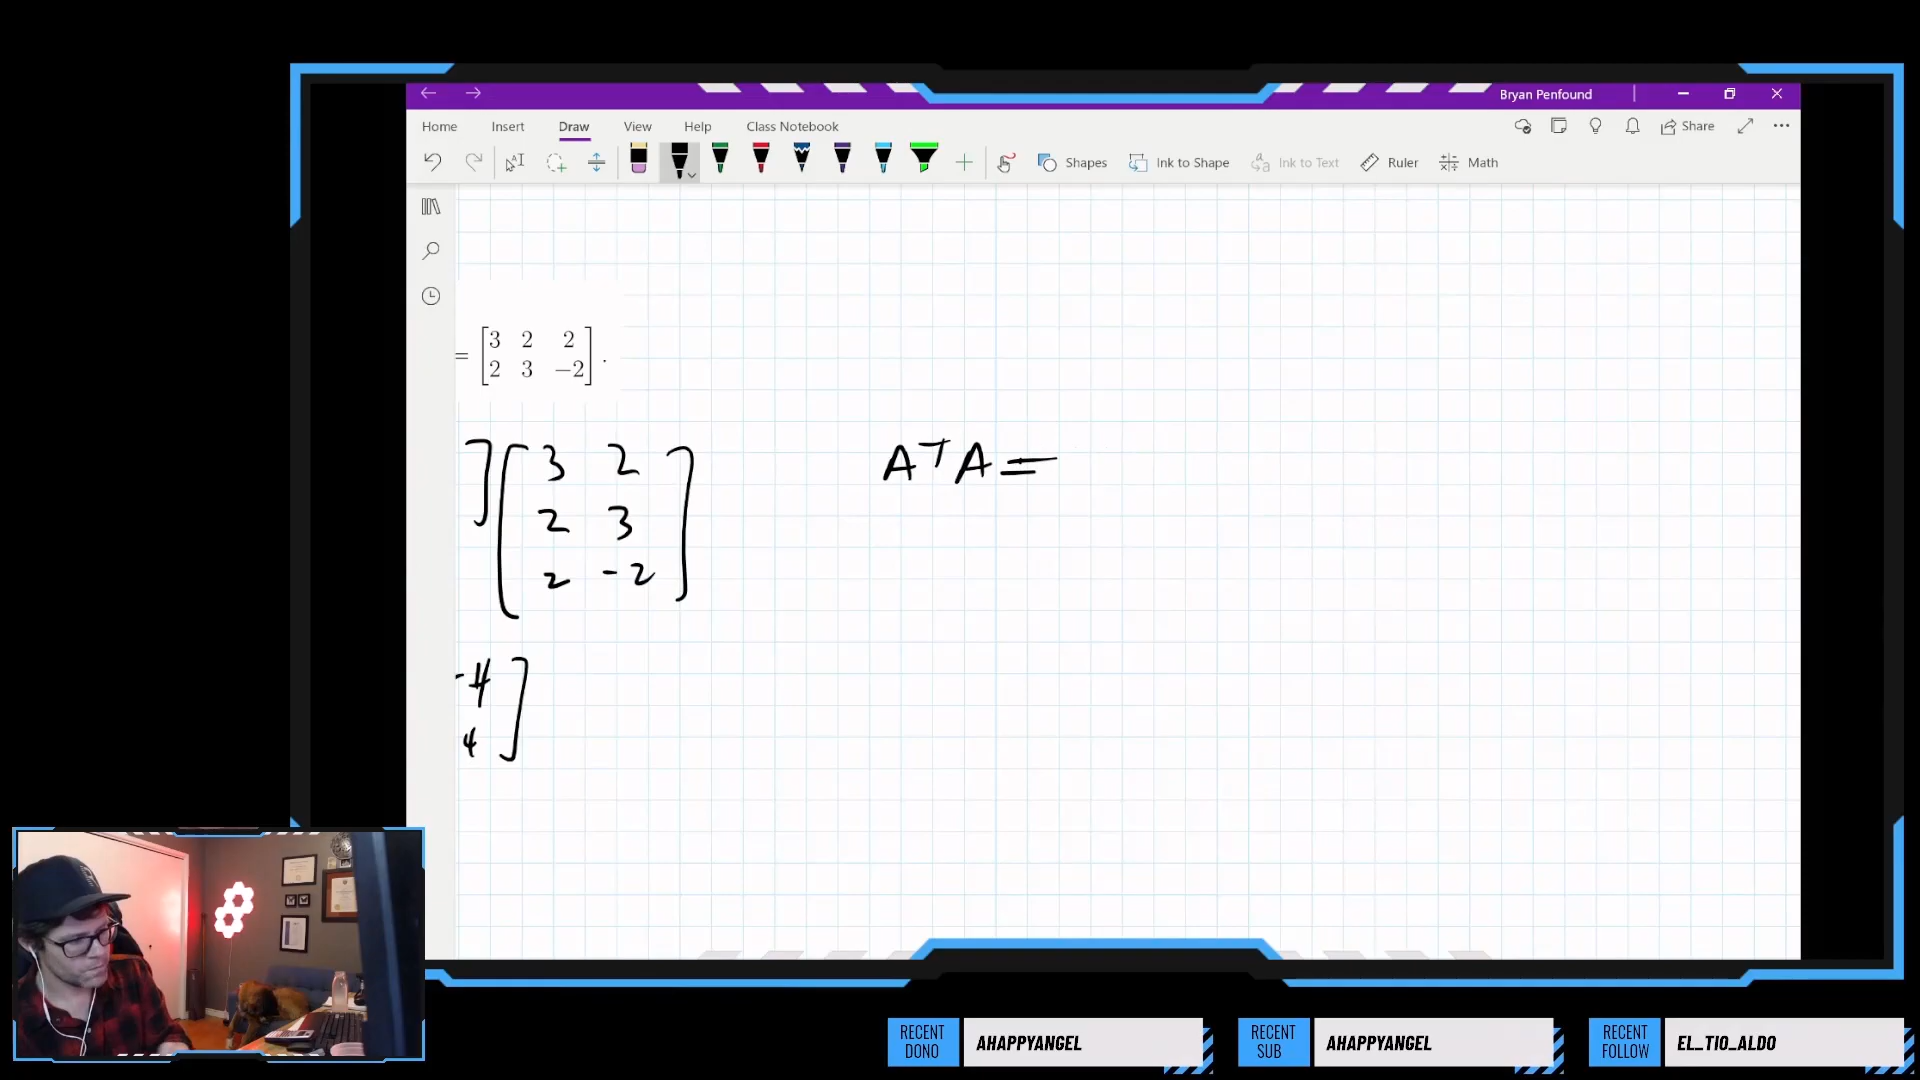 Bryan Penfound
Home Insert Draw View Help Class Notebook Share
Shapes Ink to Shape Ink to Text Ruler Math
= [3 2 2
2 3 −2].
] [3 2
2 3
2 -2]
AᵀA =
-4
4 ]
RECENT DONO AHAPPYANGEL
RECENT SUB AHAPPYANGEL
RECENT FOLLOW EL_TIO_ALDO